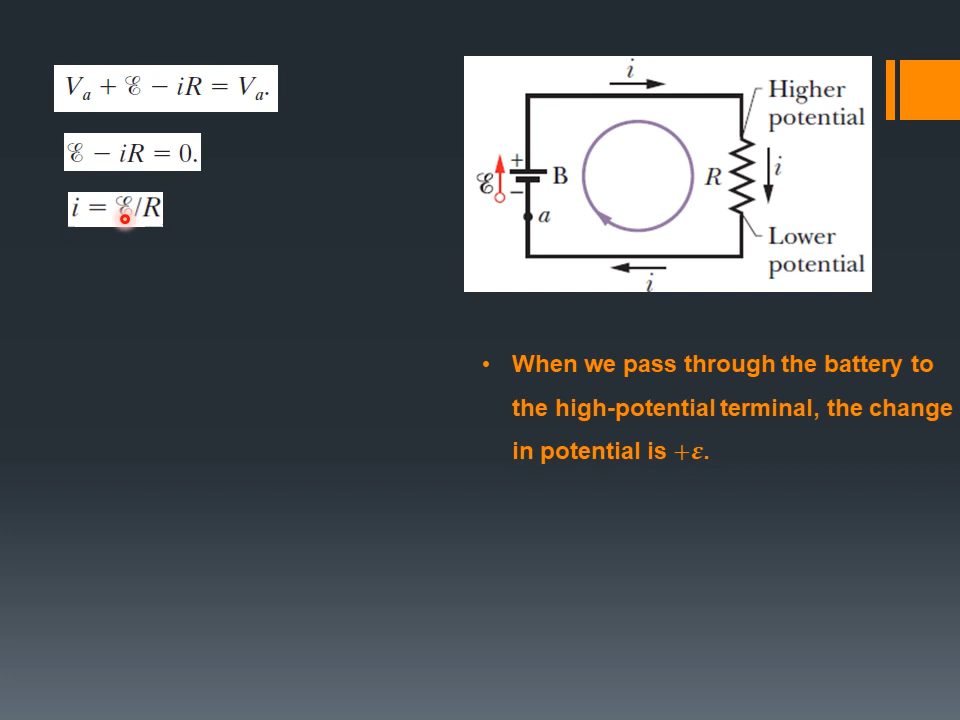 Vₐ + ℰ − iR = Vₐ.
ℰ − iR = 0.
i = ℰ/R
i
Higher
potential
+
ℰ
−
B
R
i
a
Lower
potential
i
• When we pass through the battery to
the high-potential terminal, the change
in potential is +ε.